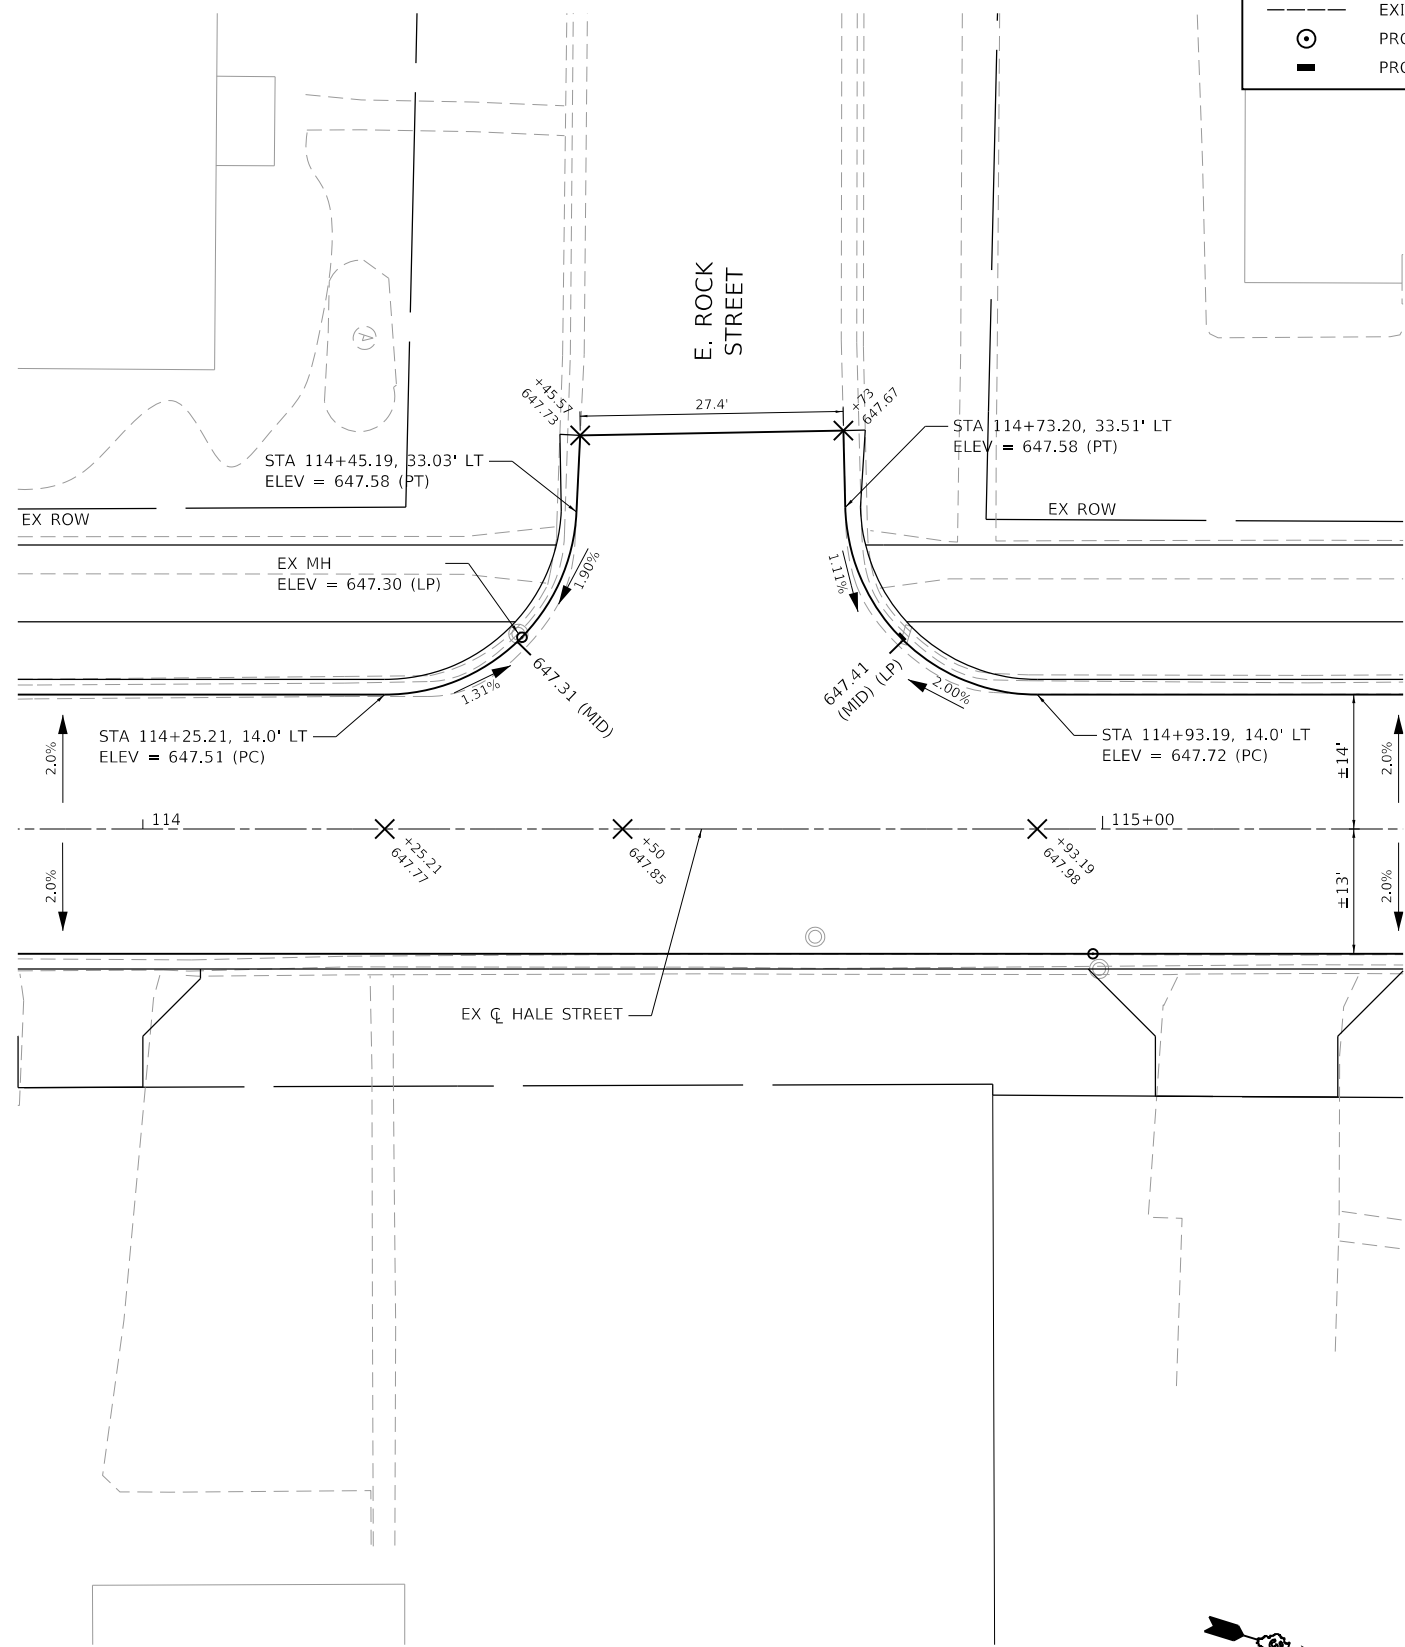 EXI
PRO
PRO
E. ROCK
STREET
+45.57
647.73
27.4'
+73
647.67
STA 114+73.20, 33.51' LT
ELEV = 647.58 (PT)
STA 114+45.19, 33.03' LT
ELEV = 647.58 (PT)
EX ROW
EX ROW
EX MH
ELEV = 647.30 (LP)
1.90%
1.11%
1.31%
647.31 (MID)
647.41
(MID) (LP)
2.00%
STA 114+25.21, 14.0' LT
ELEV = 647.51 (PC)
STA 114+93.19, 14.0' LT
ELEV = 647.72 (PC)
2.0%
±14'
2.0%
114
115+00
+25.21
647.77
+50
647.85
+93.19
647.98
2.0%
±13'
2.0%
EX ℄ HALE STREET